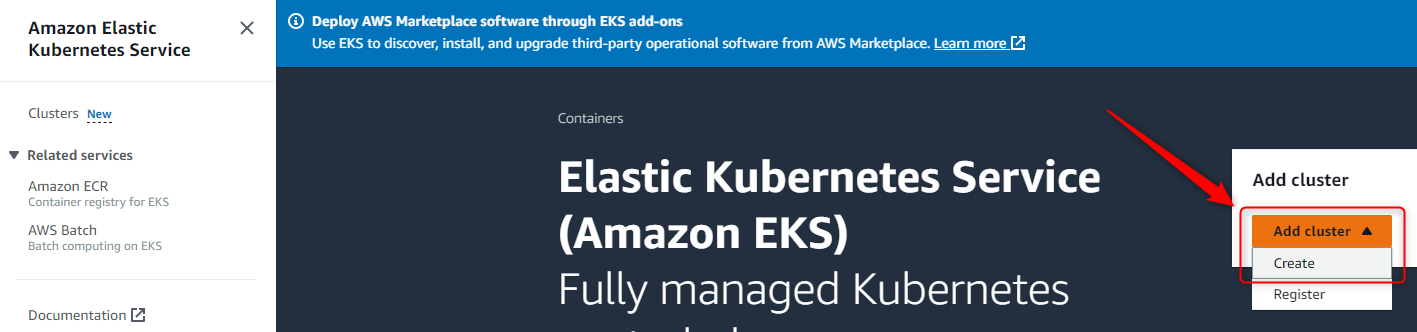 Amazon Elastic
Kubernetes Service
Clusters New
Related services
Amazon ECR
Container registry for EKS
AWS Batch
Batch computing on EKS
Documentation
Deploy AWS Marketplace software through EKS add-ons
Use EKS to discover, install, and upgrade third-party operational software from AWS Marketplace. Learn more
Containers
Elastic Kubernetes Service
(Amazon EKS)
Fully managed Kubernetes
Add cluster
Add cluster
Create
Register